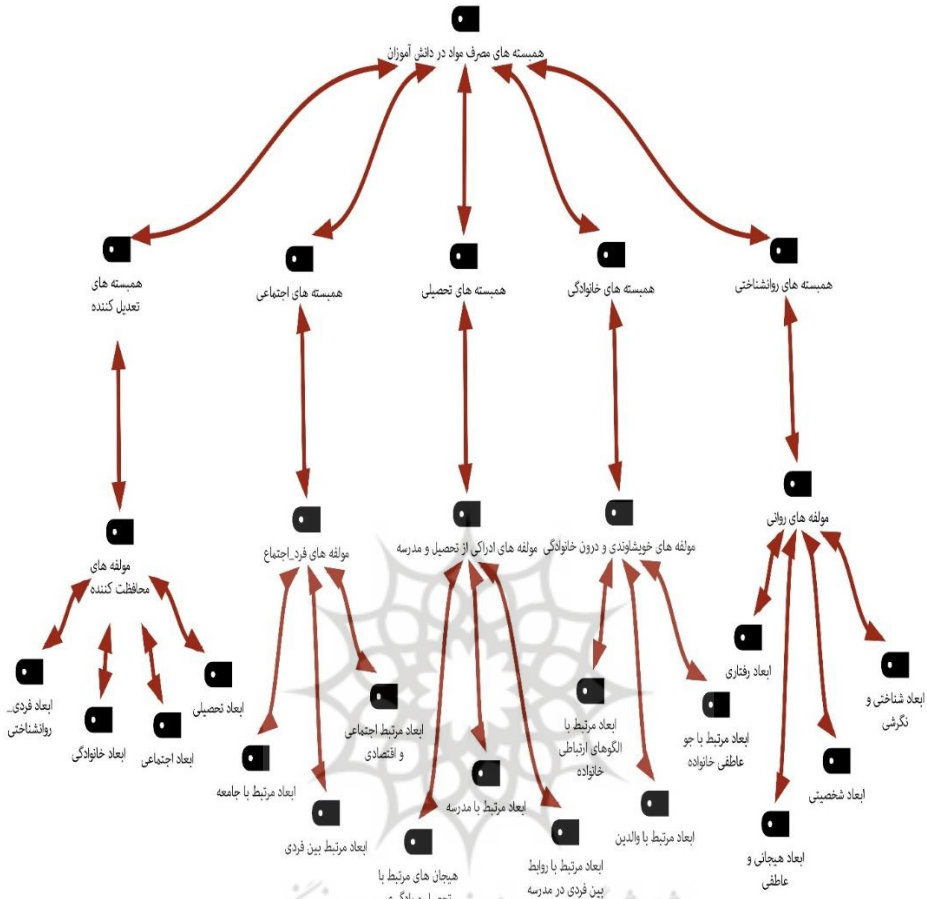 همبسته های مصرف مواد در دانش آموزان
همبسته های روانشناختی
همبسته های خانوادگی
همبسته های تحصیلی
همبسته های اجتماعی
همبسته های
تعدیل کننده
مولفه های روانی
مولفه های خویشاوندی و درون خانوادگی
مولفه های ادراکی از تحصیل و مدرسه
مولفه های فرد_اجتماع
مولفه های
محافظت کننده
ابعاد شناختی و
نگرشی
ابعاد شخصیتی
ابعاد هیجانی و
عاطفی
ابعاد رفتاری
ابعاد مرتبط با جو
عاطفی خانواده
ابعاد مرتبط با والدین
ابعاد مرتبط با
الگوهای ارتباطی
خانواده
ابعاد مرتبط با روابط
بین فردی در مدرسه
ابعاد مرتبط با مدرسه
هیجان های مرتبط با
ابعاد مرتبط اجتماعی
و اقتصادی
ابعاد مرتبط بین فردی
ابعاد مرتبط با جامعه
ابعاد تحصیلی
ابعاد اجتماعی
ابعاد خانوادگی
ابعاد فردی_
روانشناختی